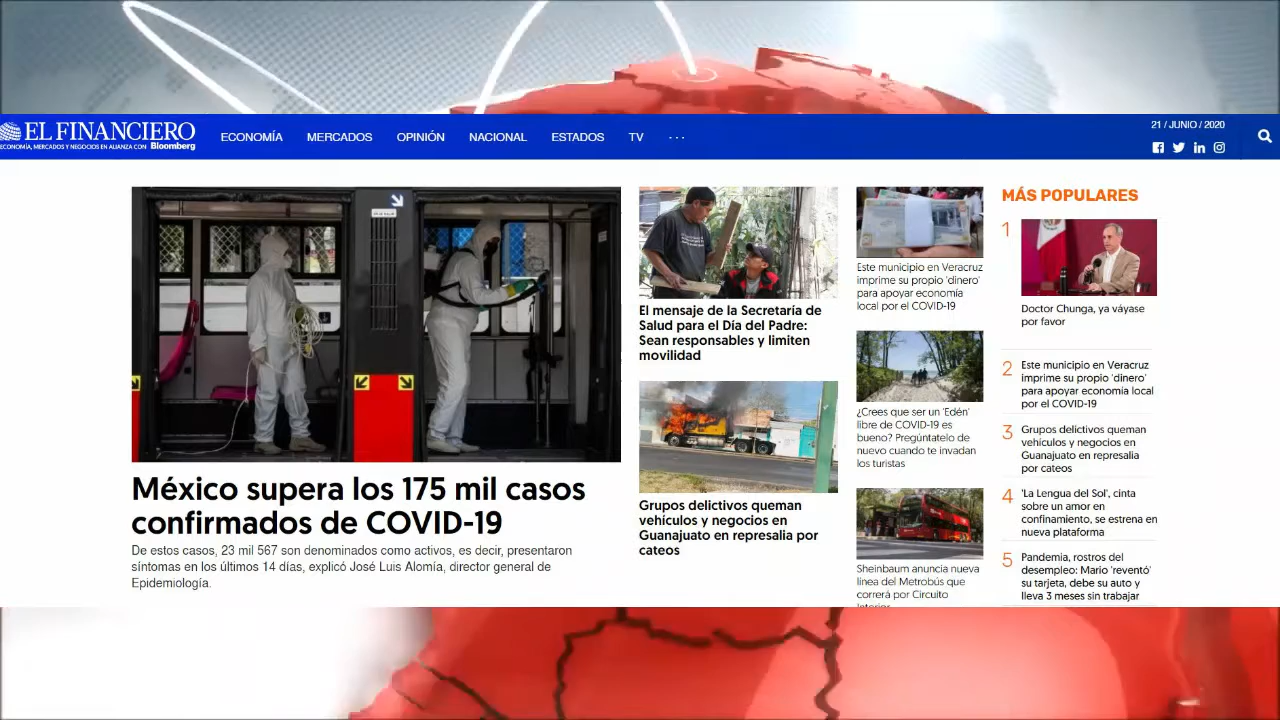 EL FINANCIERO
ECONOMÍA, MERCADOS Y NEGOCIOS EN ALIANZA CON Bloomberg
ECONOMÍA
MERCADOS
OPINIÓN
NACIONAL
ESTADOS
TV
...
21 / JUNIO / 2020
México supera los 175 mil casos
confirmados de COVID-19
De estos casos, 23 mil 567 son denominados como activos, es decir, presentaron
síntomas en los últimos 14 días, explicó José Luis Alomía, director general de
Epidemiología.
El mensaje de la Secretaría de
Salud para el Día del Padre:
Sean responsables y limiten
movilidad
Grupos delictivos queman
vehículos y negocios en
Guanajuato en represalia por
cateos
Este municipio en Veracruz
imprime su propio 'dinero'
para apoyar economía
local por el COVID-19
¿Crees que ser un 'Edén'
libre de COVID-19 es
bueno? Pregúntatelo de
nuevo cuando te invadan
los turistas
Sheinbaum anuncia nueva
línea del Metrobús que
correrá por Circuito
Interior
MÁS POPULARES
1
Doctor Chunga, ya váyase
por favor
2
Este municipio en Veracruz
imprime su propio 'dinero'
para apoyar economía local
por el COVID-19
3
Grupos delictivos queman
vehículos y negocios en
Guanajuato en represalia
por cateos
4
'La Lengua del Sol', cinta
sobre un amor en
confinamiento, se estrena en
nueva plataforma
5
Pandemia, rostros del
desempleo: Mario 'reventó'
su tarjeta, debe su auto y
lleva 3 meses sin trabajar